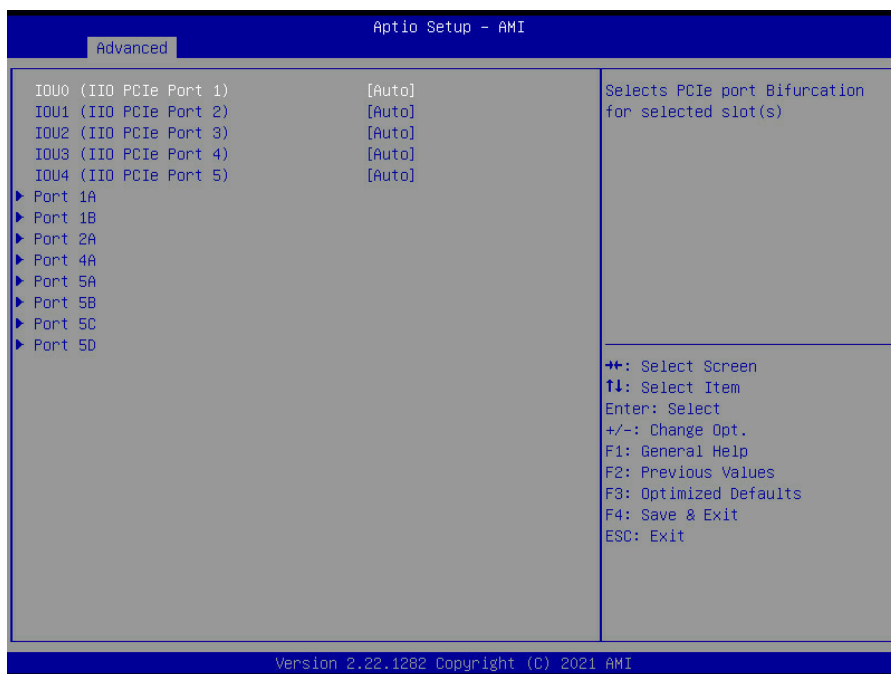 Aptio Setup – AMI
Advanced
IOU0 (IIO PCIe Port 1) [Auto]
IOU1 (IIO PCIe Port 2) [Auto]
IOU2 (IIO PCIe Port 3) [Auto]
IOU3 (IIO PCIe Port 4) [Auto]
IOU4 (IIO PCIe Port 5) [Auto]
Port 1A
Port 1B
Port 2A
Port 4A
Port 5A
Port 5B
Port 5C
Port 5D
Selects PCIe port Bifurcation
for selected slot(s)
→←: Select Screen
↑↓: Select Item
Enter: Select
+/-: Change Opt.
F1: General Help
F2: Previous Values
F3: Optimized Defaults
F4: Save & Exit
ESC: Exit
Version 2.22.1282 Copyright (C) 2021 AMI